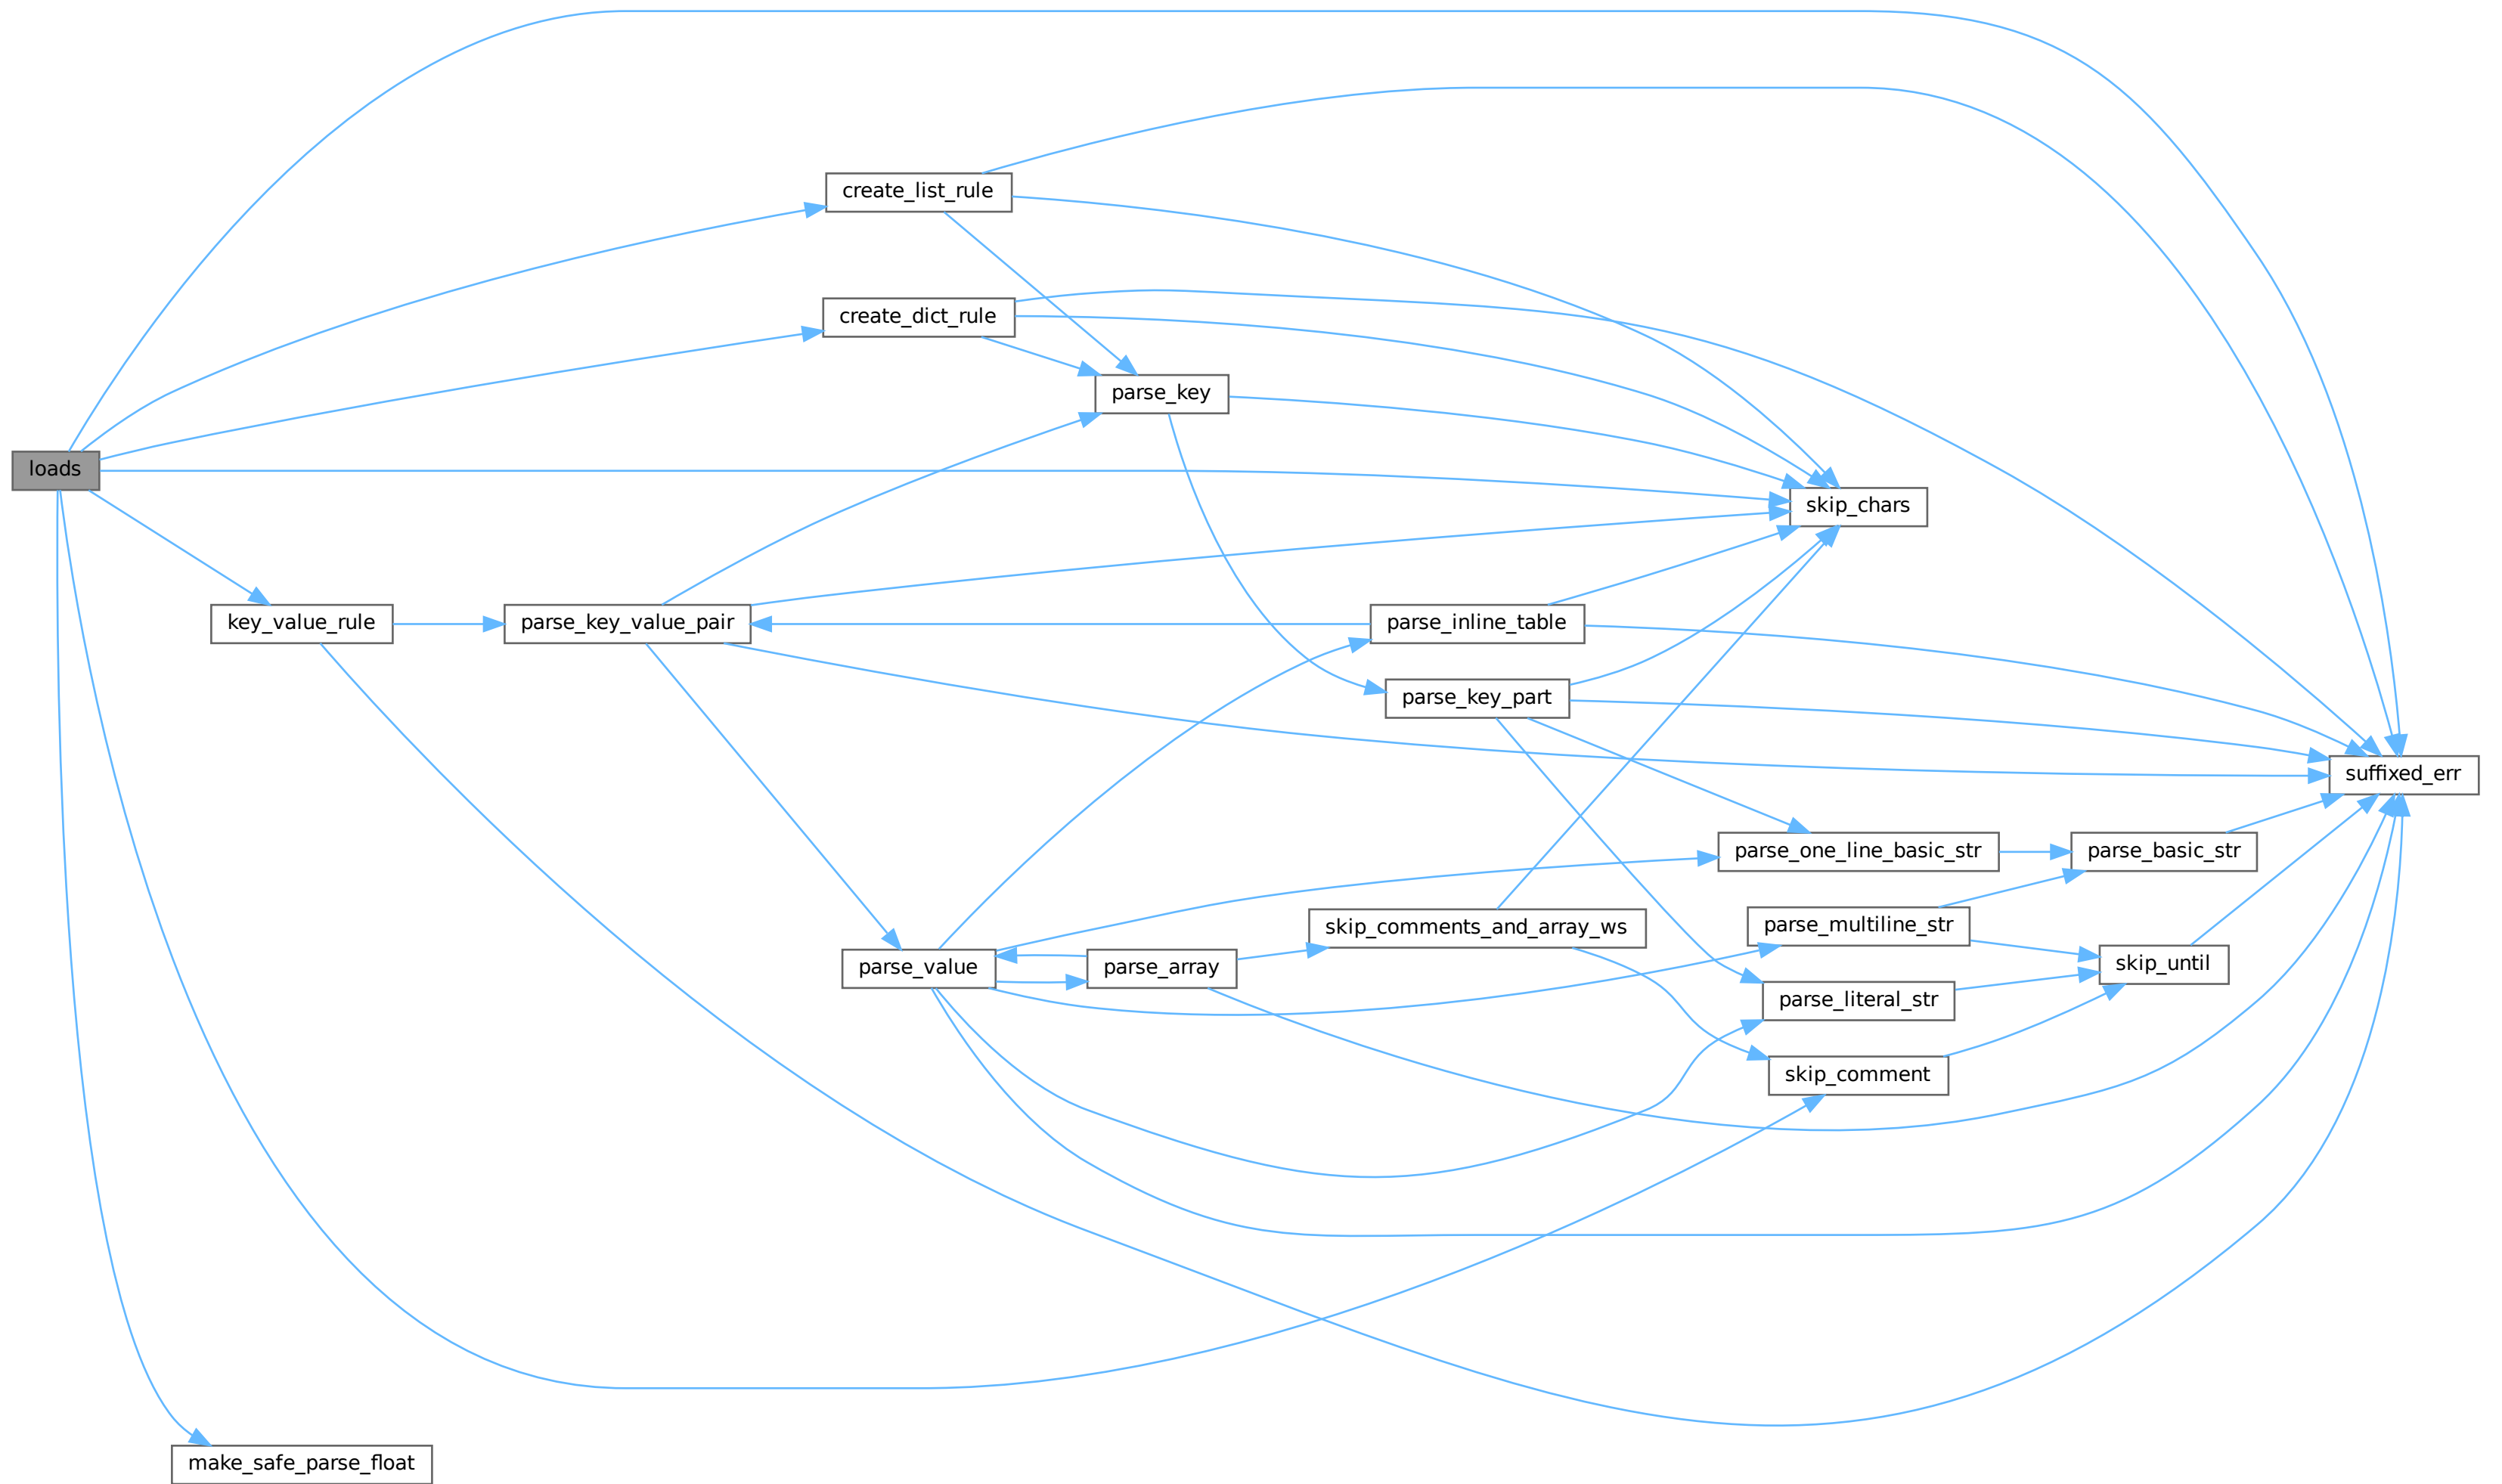 create_list_rule
create_dict_rule
parse_key
loads
skip_chars
key_value_rule
parse_key_value_pair
parse_inline_table
parse_key_part
suffixed_err
parse_one_line_basic_str
parse_basic_str
skip_comments_and_array_ws
parse_multiline_str
parse_value
parse_array
skip_until
parse_literal_str
skip_comment
make_safe_parse_float